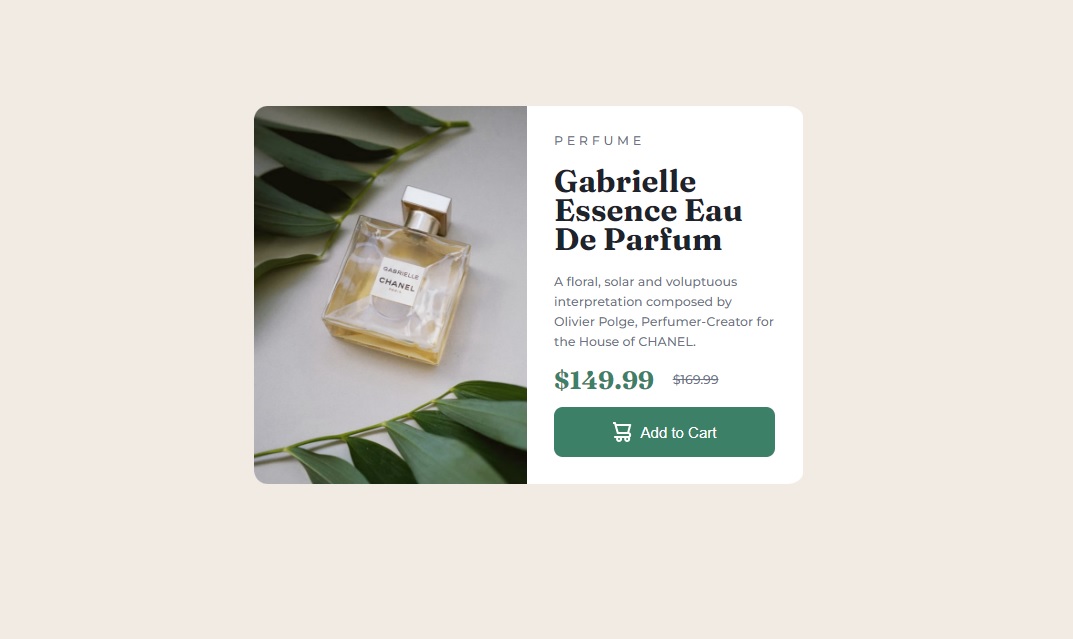 GABRIELLE
CHANEL
PARIS
PERFUME
Gabrielle
Essence Eau
De Parfum
A floral, solar and voluptuous
interpretation composed by
Olivier Polge, Perfumer-Creator for
the House of CHANEL.
$149.99 $169.99
Add to Cart